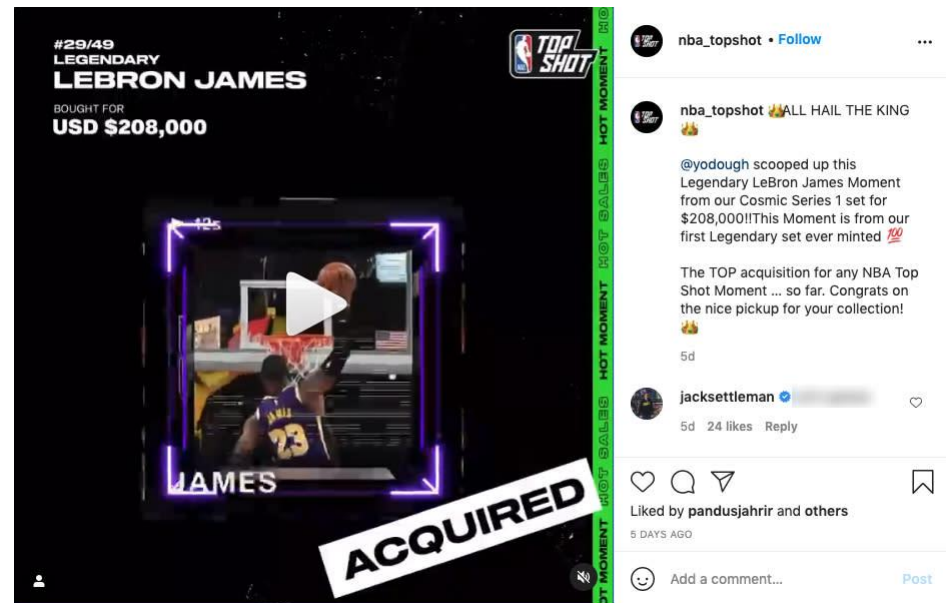 #29/49
LEGENDARY
LEBRON JAMES
BOUGHT FOR
USD $208,000
TOP
SHOT
12s
JAMES
23
JAMES
ACQUIRED
HOT MOMENT
HOT SALES
HOT MOMENT
HOT SALES
nba_topshot • Follow
nba_topshot 👑ALL HAIL THE KING
👑
@yodough scooped up this
Legendary LeBron James Moment
from our Cosmic Series 1 set for
$208,000!!This Moment is from our
first Legendary set ever minted 💯
The TOP acquisition for any NBA Top
Shot Moment ... so far. Congrats on
the nice pickup for your collection!
👑
5d
jacksettleman
5d 24 likes Reply
Liked by pandusjahrir and others
5 DAYS AGO
Add a comment...
Post